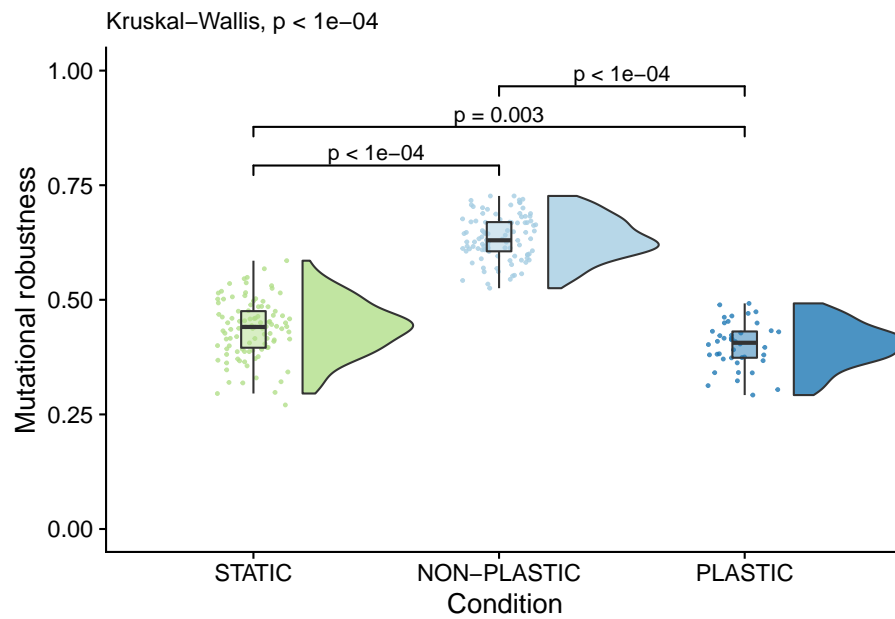 Kruskal−Wallis, p < 1e−04
1.00
p < 1e−04
p = 0.003
p < 1e−04
0.75
0.50
0.25
0.00
Mutational robustness
STATIC NON−PLASTIC PLASTIC
Condition